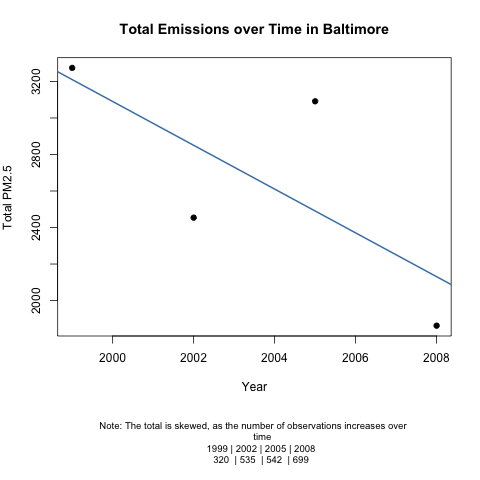 Total Emissions over Time in Baltimore
3200
2800
2400
2000
Total PM2.5
2000 2002 2004 2006 2008
Year
Note: The total is skewed, as the number of observations increases over
time
1999 | 2002 | 2005 | 2008
320 | 535 | 542 | 699